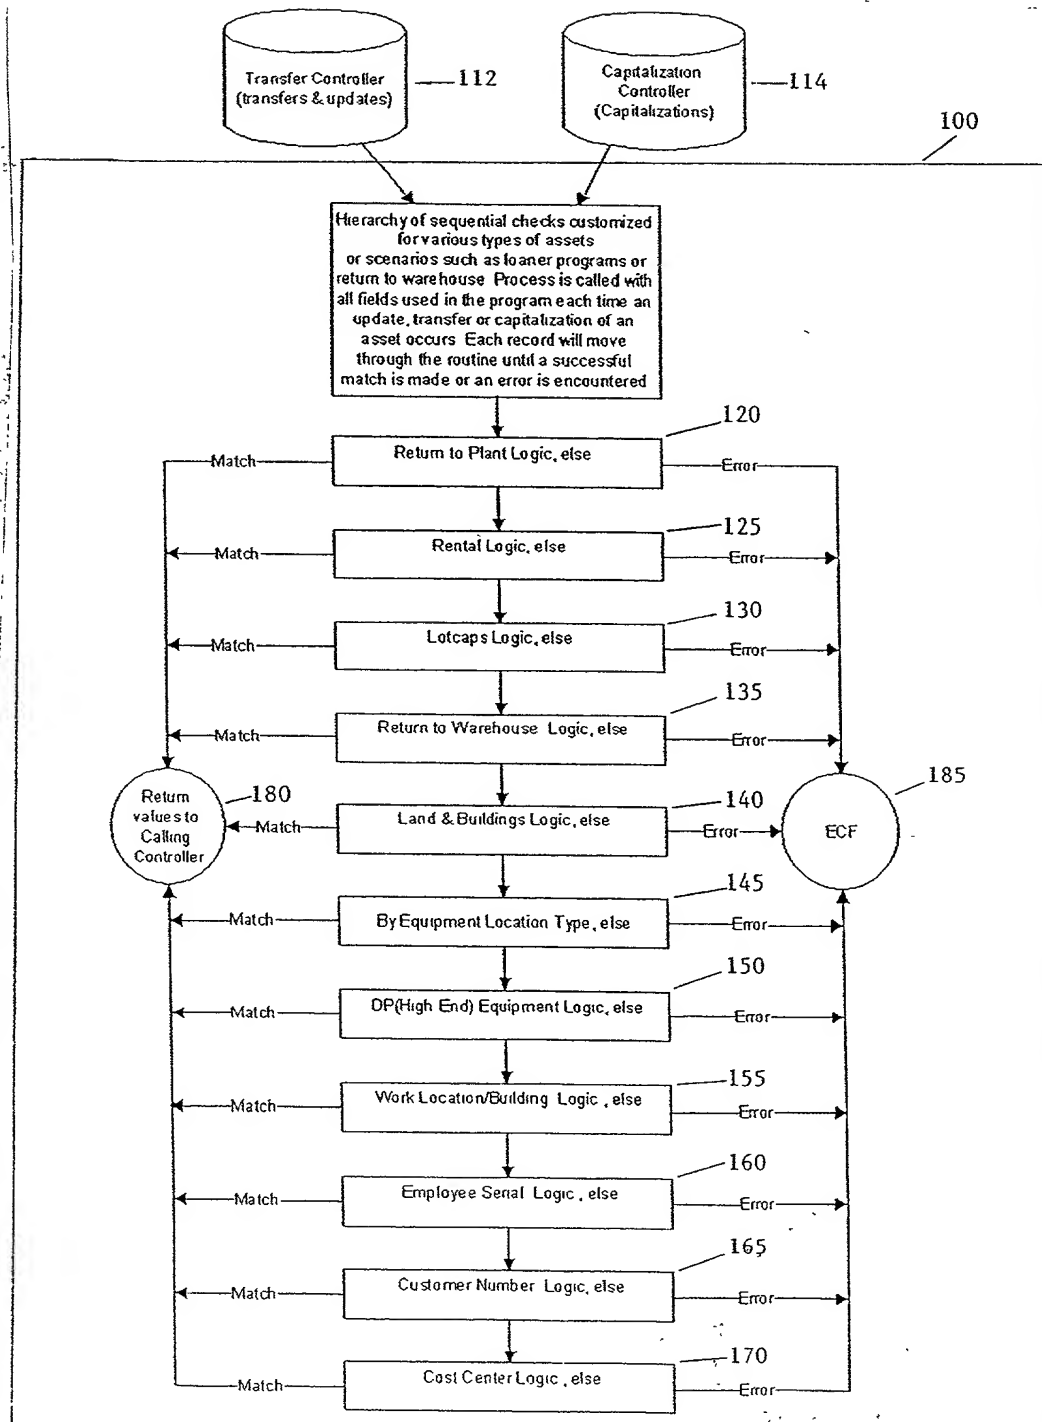 Transfer Controller
(transfers & updates)
112
Capitalization
Controller
(Capitalizations)
114
100
Hierarchy of sequential checks customized
for various types of assets
or scenarios such as loaner programs or
return to warehouse Process is called with
all fields used in the program each time an
update, transfer or capitalization of an
asset occurs Each record will move
through the routine until a successful
match is made or an error is encountered
120
Match
Return to Plant Logic, else
Error
125
Match
Rental Logic, else
Error
130
Match
Lotcaps Logic, else
Error
135
Match
Return to Warehouse Logic, else
Error
180
Return
values to
Calling
Controller
140
Match
Land & Buildings Logic, else
Error
185
ECF
145
Match
By Equipment Location Type, else
Error
150
Match
DP(High End) Equipment Logic, else
Error
155
Match
Work Location/Building Logic, else
Error
160
Match
Employee Serial Logic, else
Error
165
Match
Customer Number Logic, else
Error
170
Match
Cost Center Logic, else
Error